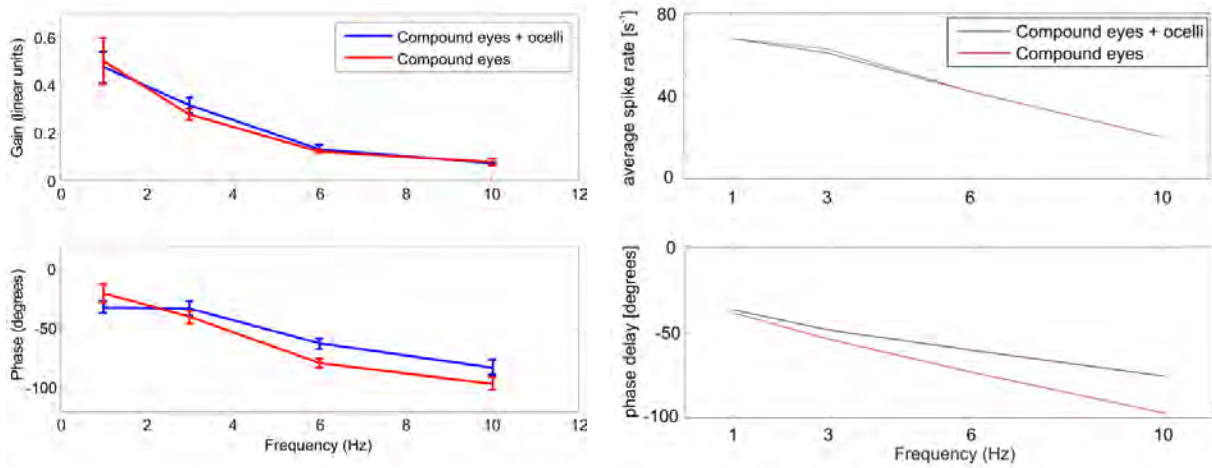 Gain (linear units)
0.6
0.4
0.2
0
Compound eyes + ocelli
Compound eyes
0 2 4 6 8 10 12
Phase (degrees)
0
-50
-100
0 2 4 6 8 10 12
Frequency (Hz)
average spike rate [s⁻¹]
80
40
0
Compound eyes + ocelli
Compound eyes
1 3 6 10
phase delay [degrees]
0
-50
-100
1 3 6 10
Frequency [Hz]